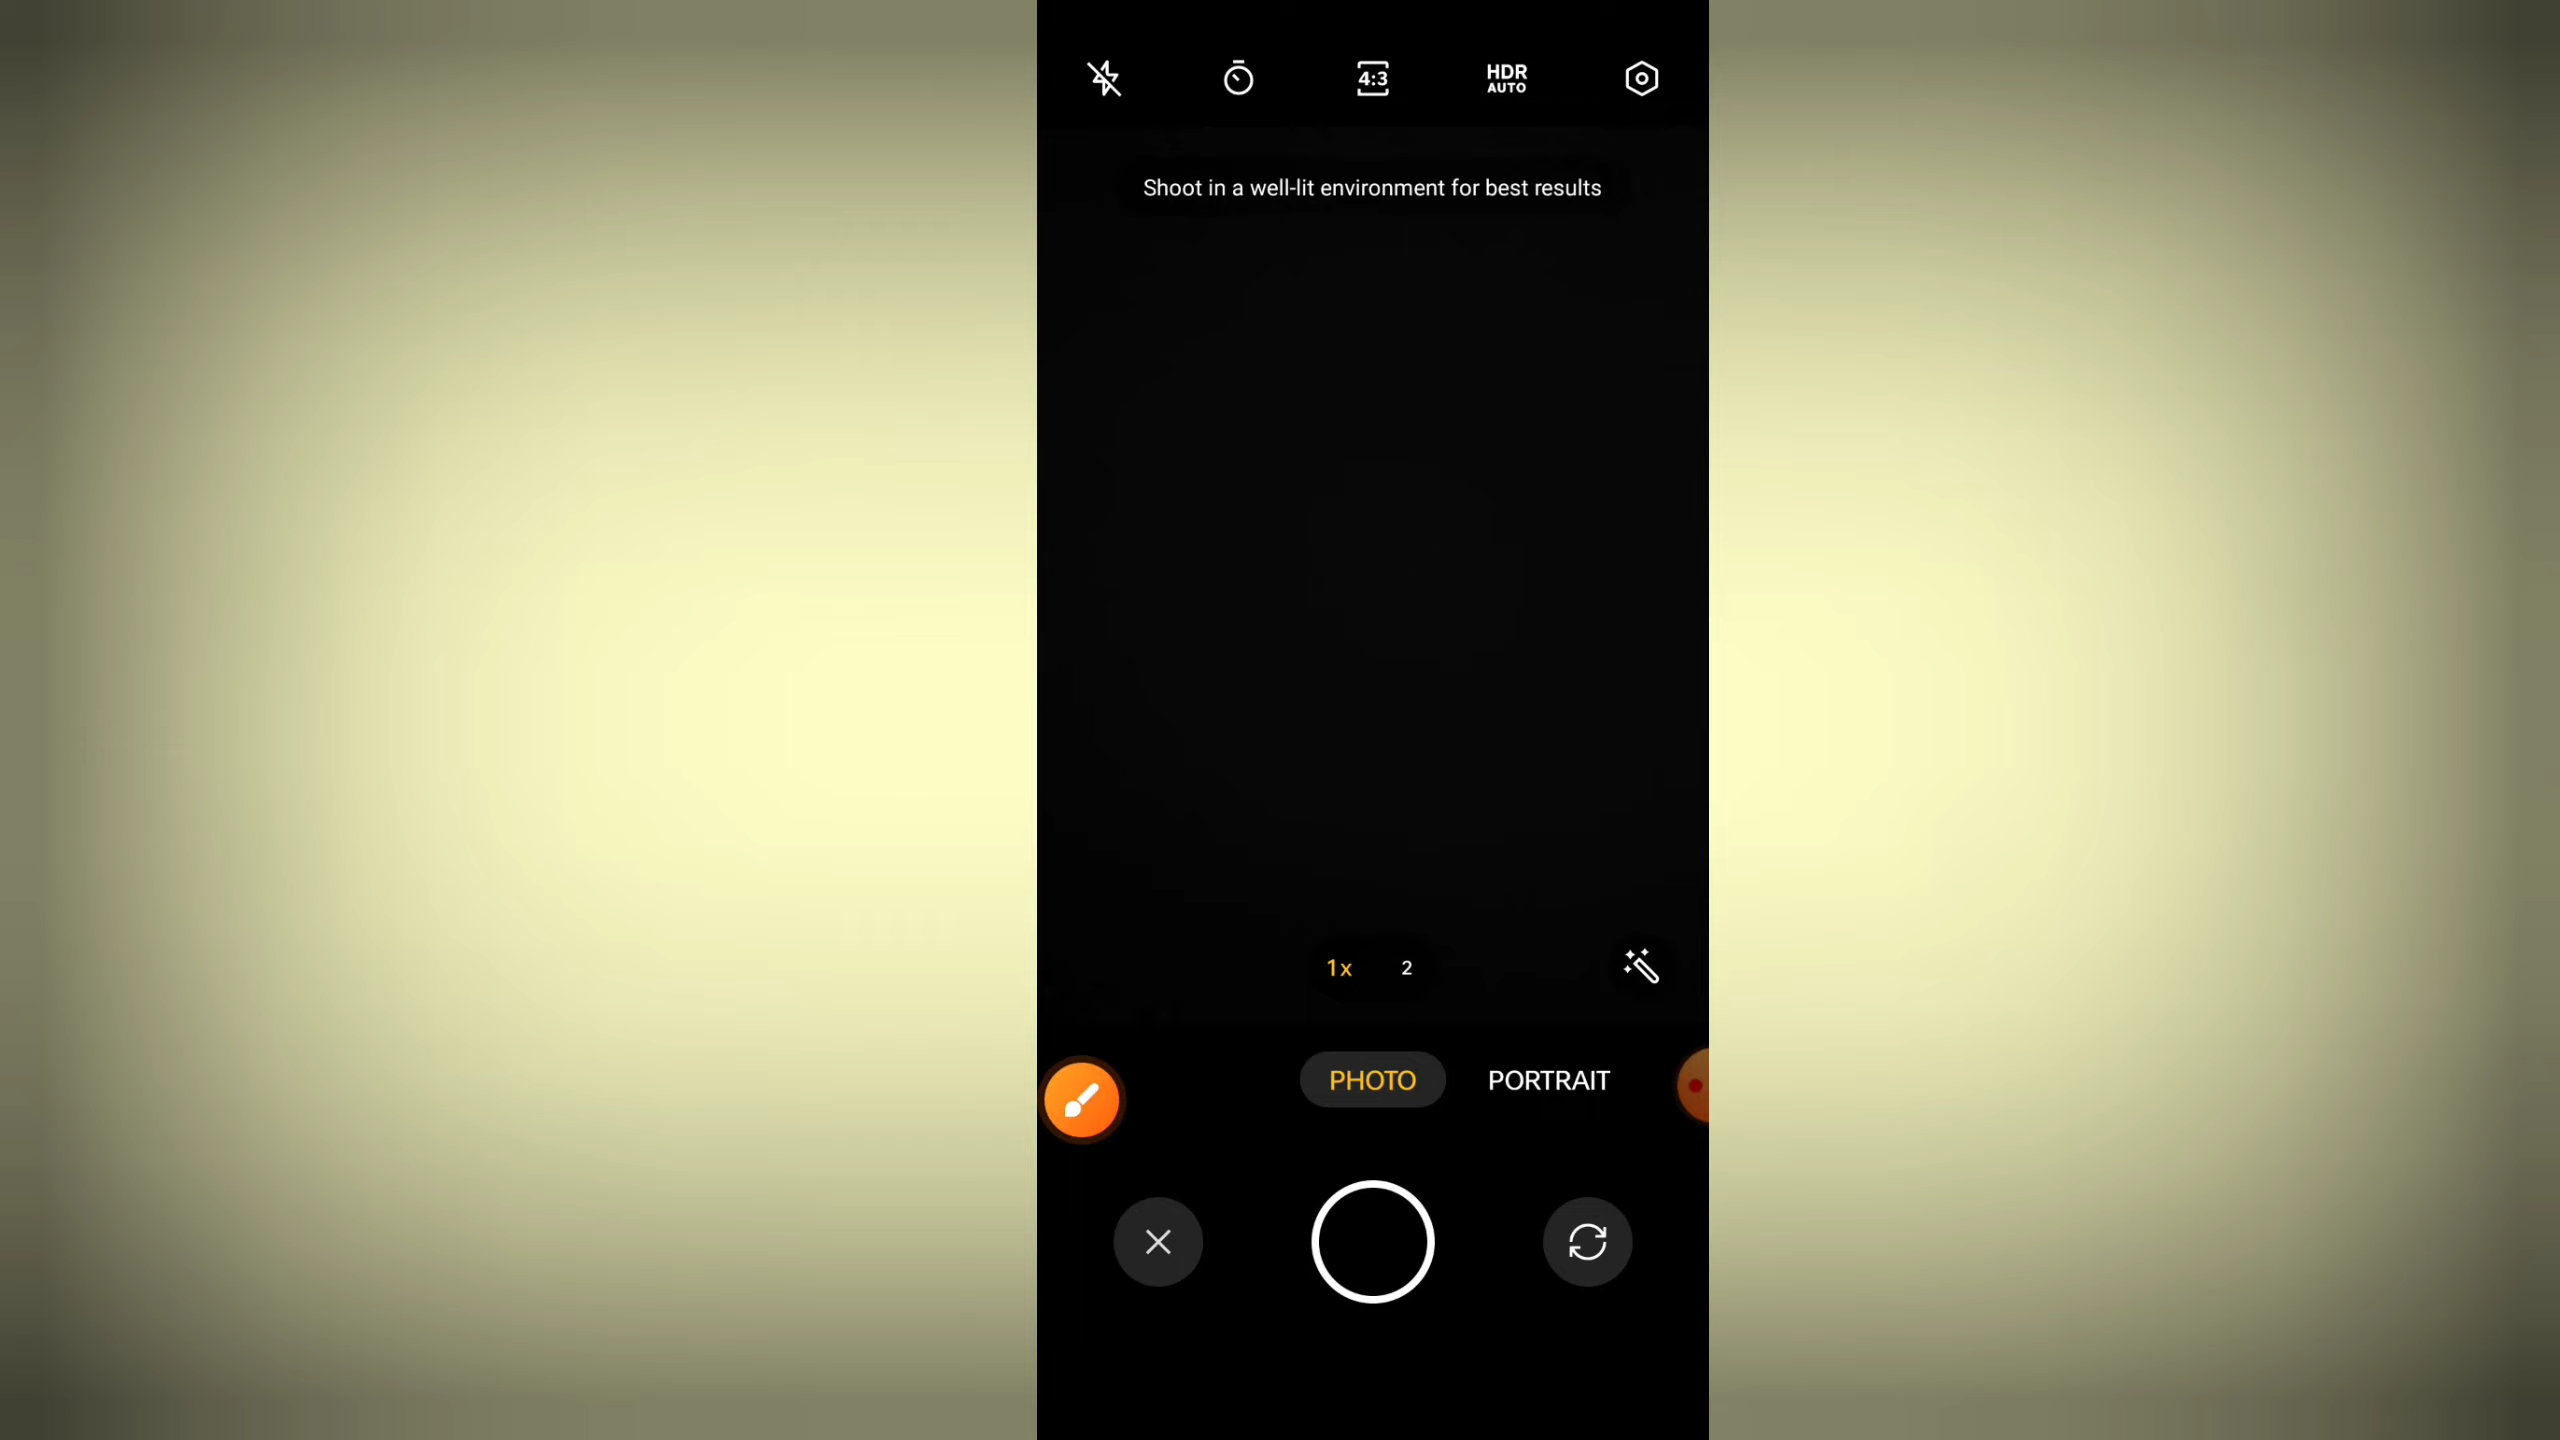 4:3
HDR
AUTO
Shoot in a well-lit environment for best results
1x 2
PHOTO PORTRAIT